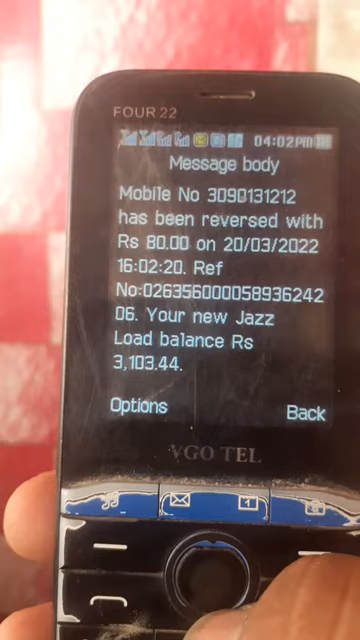 FOUR 22
04:02PM
Message body
Mobile No 3090131212
has been reversed with
Rs 80.00 on 20/03/2022
16:02:20. Ref
No:026356000058936242
06. Your new Jazz
Load balance Rs
3,103.44.
Options Back
VGO TEL
1